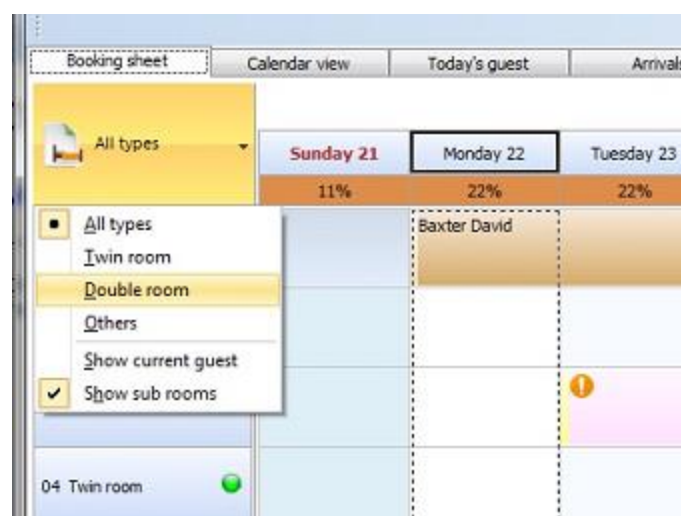 Booking sheet
Calendar view
Today's guest
Arrivals
All types
Sunday 21
Monday 22
Tuesday 23
11%
22%
22%
All types
Twin room
Double room
Others
Show current guest
Show sub rooms
Baxter David
04 Twin room